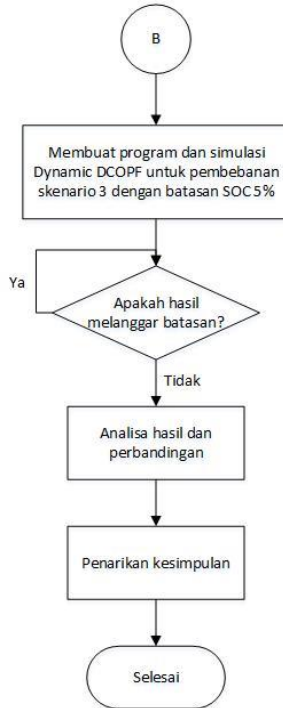 B
Membuat program dan simulasi
Dynamic DCOPF untuk pembebanan
skenario 3 dengan batasan SOC 5%
Ya
Apakah hasil
melanggar batasan?
Tidak
Analisa hasil dan
perbandingan
Penarikan kesimpulan
Selesai